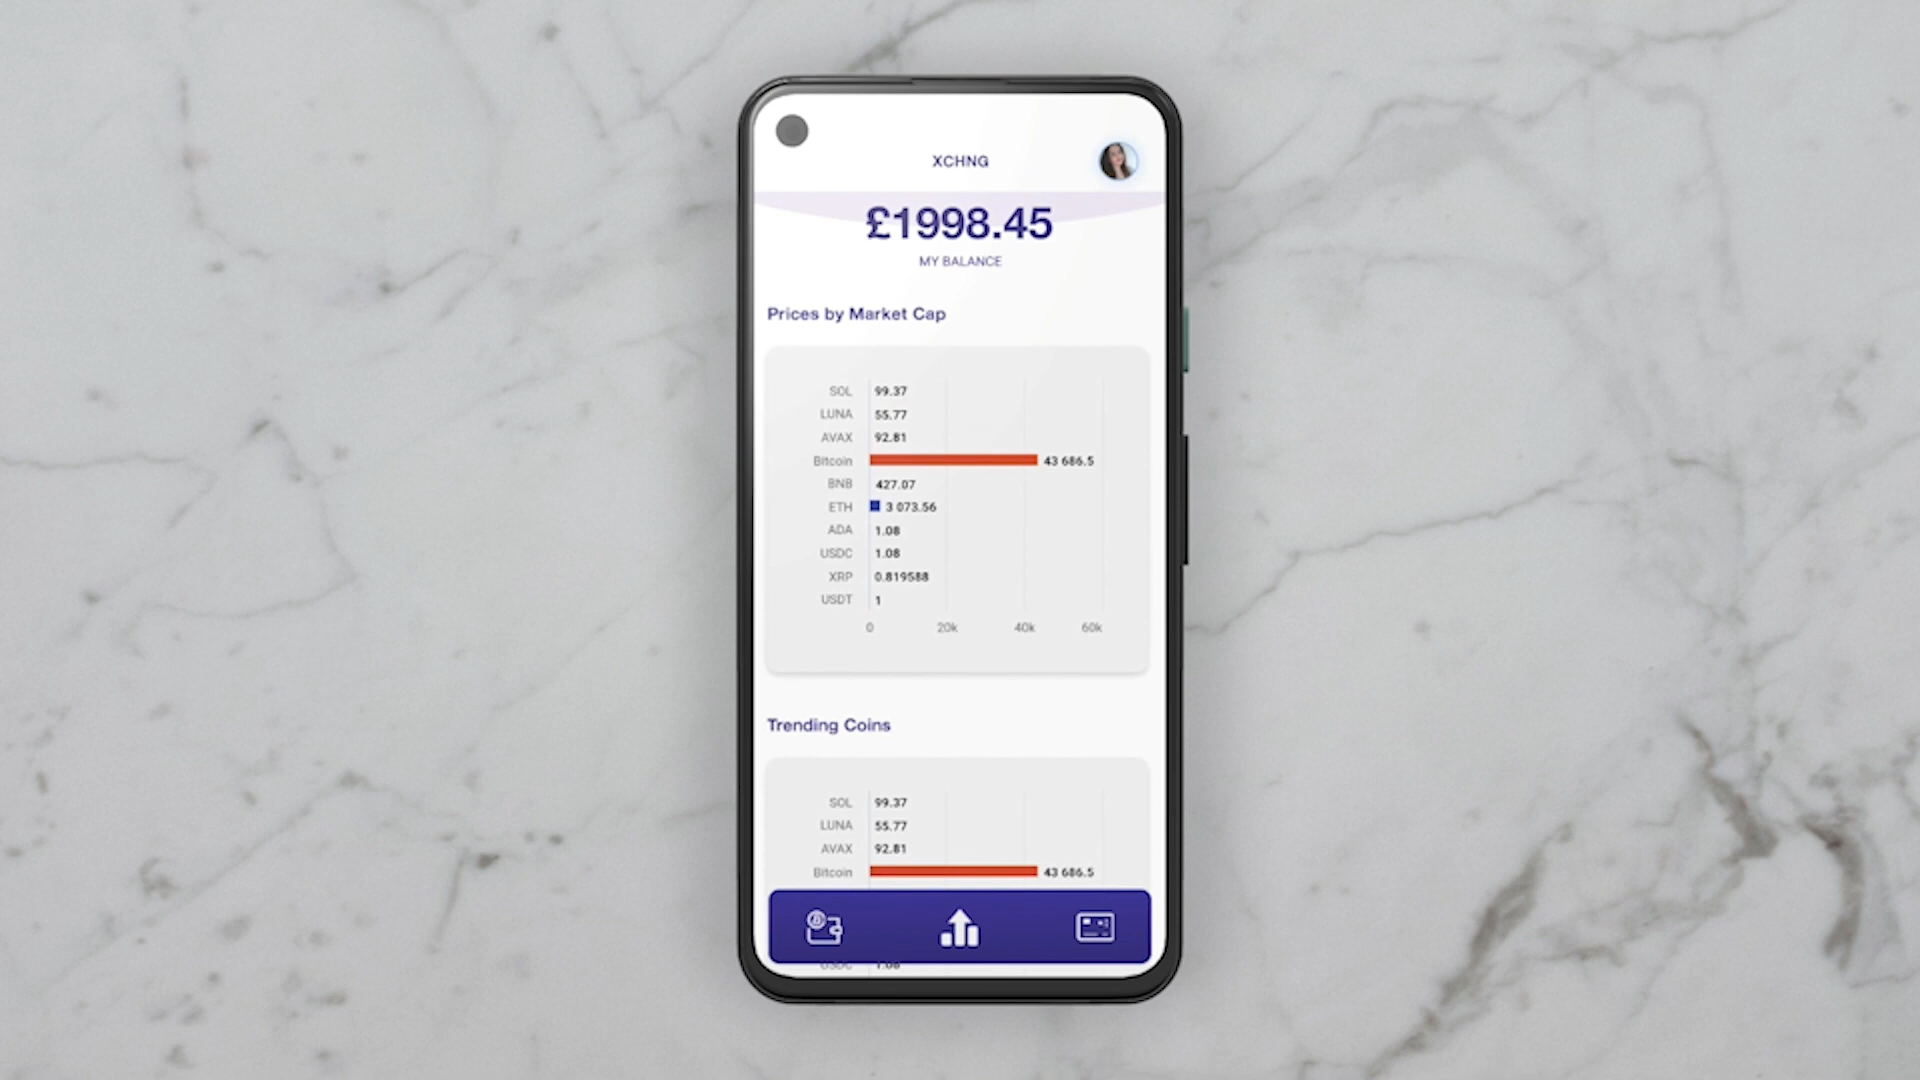 XCHNG
£1998.45
MY BALANCE
Prices by Market Cap
SOL 99.37
LUNA 55.77
AVAX 92.81
Bitcoin 43 686.5
BNB 427.07
ETH 3 073.56
ADA 1.08
USDC 1.08
XRP 0.819588
USDT 1
0 20k 40k 60k
Trending Coins
SOL 99.37
LUNA 55.77
AVAX 92.81
Bitcoin 43 686.5
USDC 1.08